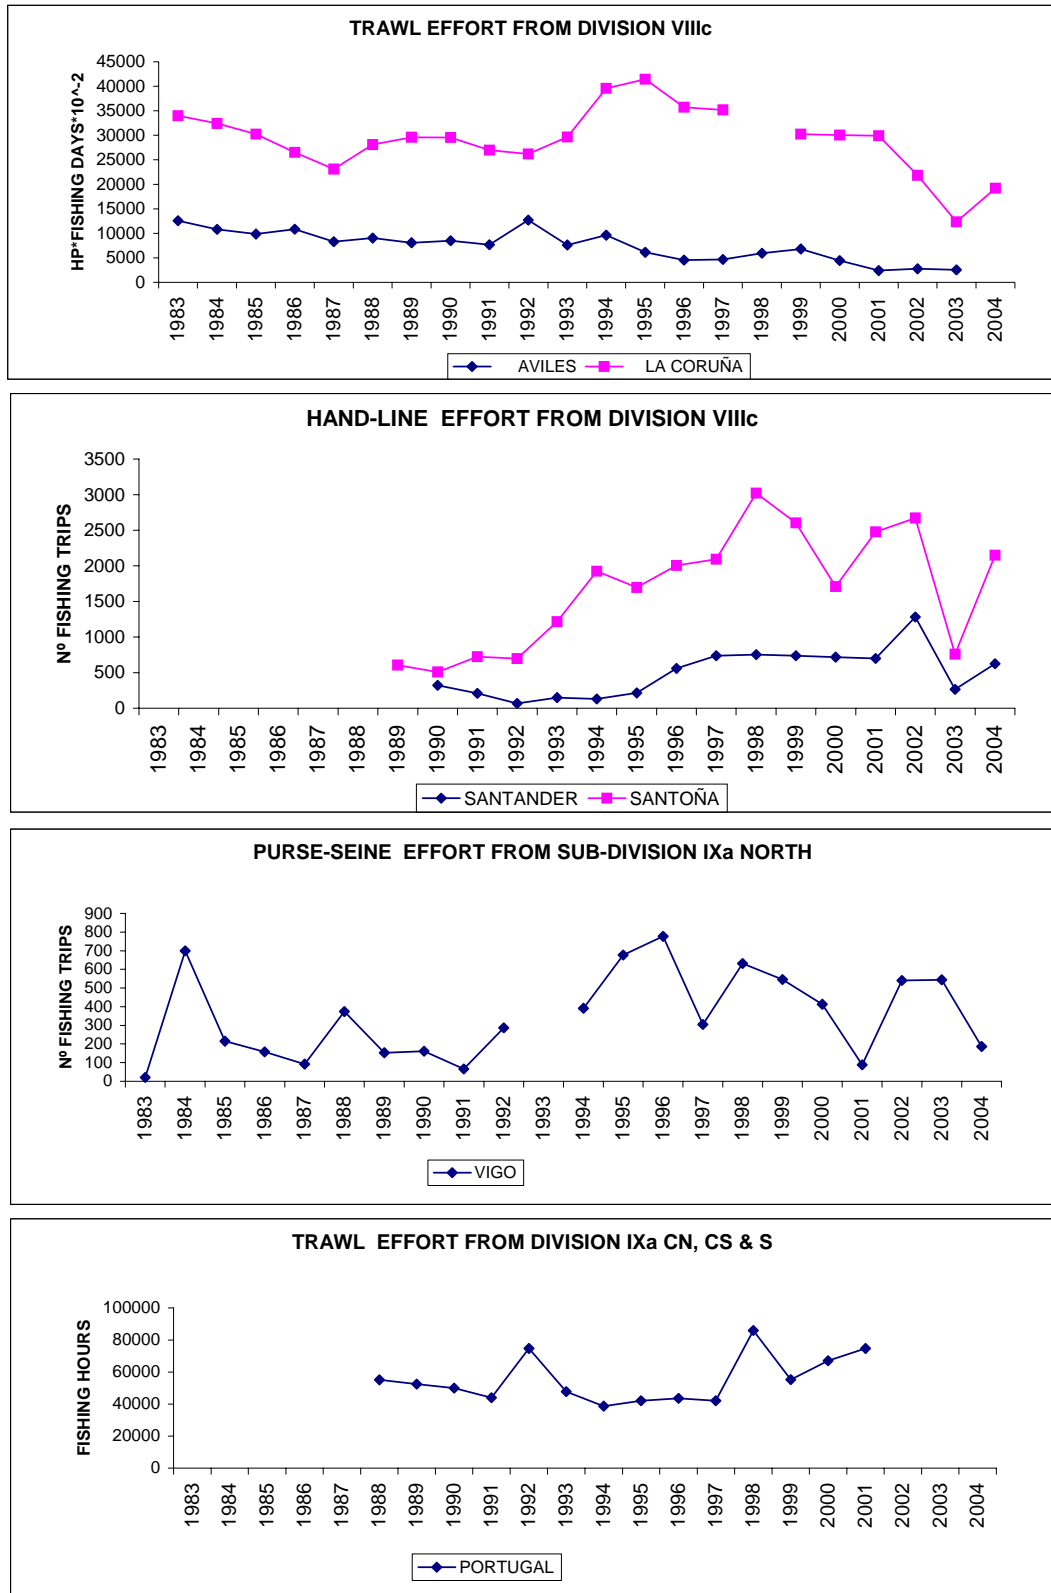 TRAWL EFFORT FROM DIVISION VIIIc
HP*FISHING DAYS*10^-2
45000
40000
35000
30000
25000
20000
15000
10000
5000
0
1983 1984 1985 1986 1987 1988 1989 1990 1991 1992 1993 1994 1995 1996 1997 1998 1999 2000 2001 2002 2003 2004
AVILES LA CORUÑA
HAND-LINE EFFORT FROM DIVISION VIIIc
Nº FISHING TRIPS
3500
3000
2500
2000
1500
1000
500
0
1983 1984 1985 1986 1987 1988 1989 1990 1991 1992 1993 1994 1995 1996 1997 1998 1999 2000 2001 2002 2003 2004
SANTANDER SANTOÑA
PURSE-SEINE EFFORT FROM SUB-DIVISION IXa NORTH
Nº FISHING TRIPS
900
800
700
600
500
400
300
200
100
0
1983 1984 1985 1986 1987 1988 1989 1990 1991 1992 1993 1994 1995 1996 1997 1998 1999 2000 2001 2002 2003 2004
VIGO
TRAWL EFFORT FROM DIVISION IXa CN, CS & S
FISHING HOURS
100000
80000
60000
40000
20000
0
1983 1984 1985 1986 1987 1988 1989 1990 1991 1992 1993 1994 1995 1996 1997 1998 1999 2000 2001 2002 2003 2004
PORTUGAL